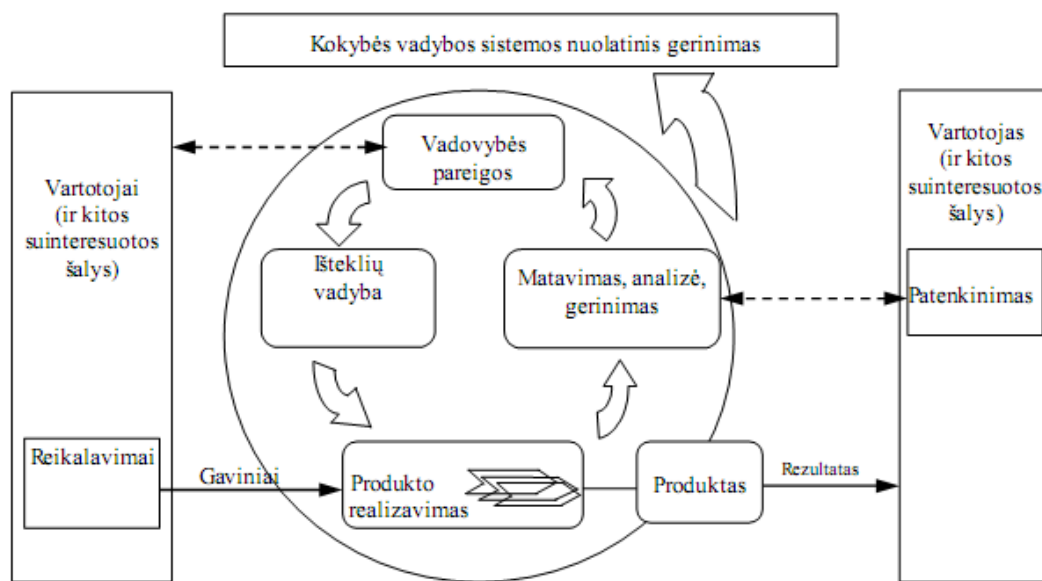 Kokybės vadybos sistemos nuolatinis gerinimas
Vartotojai
(ir kitos
suinteresuotos
šalys)
Vadovybės
pareigos
Vartotojas
(ir kitos
suinteresuotos
šalys)
Išteklių
vadyba
Matavimas, analizė,
gerinimas
Patenkinimas
Reikalavimai
Gaviniai
Produkto
realizavimas
Produktas
Rezultatas